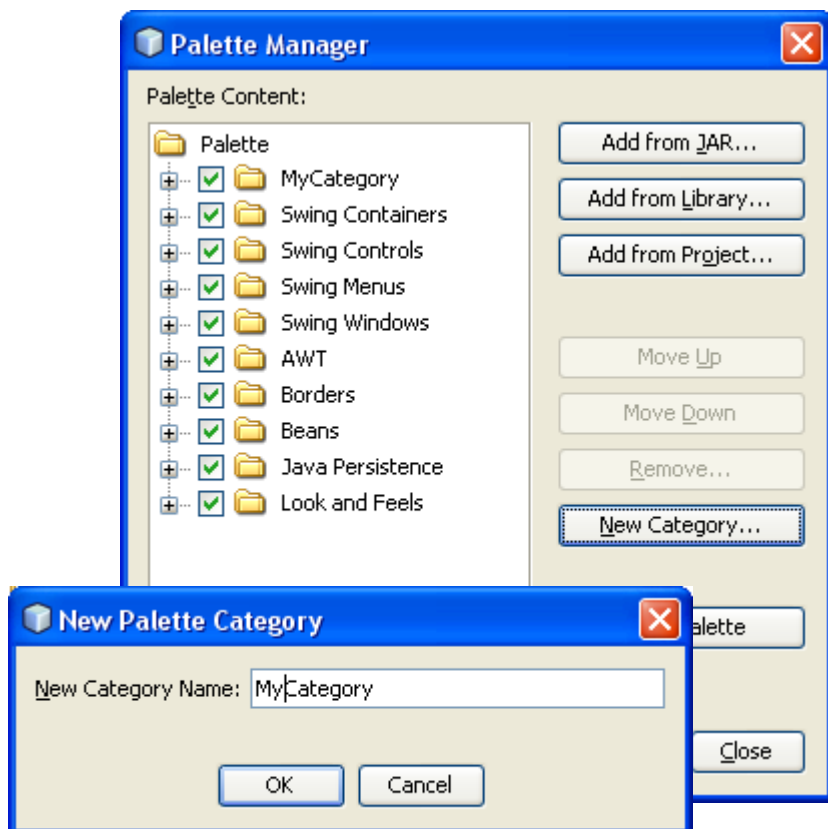 Palette Manager
Palette Content:
Palette
MyCategory
Swing Containers
Swing Controls
Swing Menus
Swing Windows
AWT
Borders
Beans
Java Persistence
Look and Feels
Add from JAR...
Add from Library...
Add from Project...
Move Up
Move Down
Remove...
New Category...
alette
Close
New Palette Category
New Category Name: MyCategory
OK Cancel